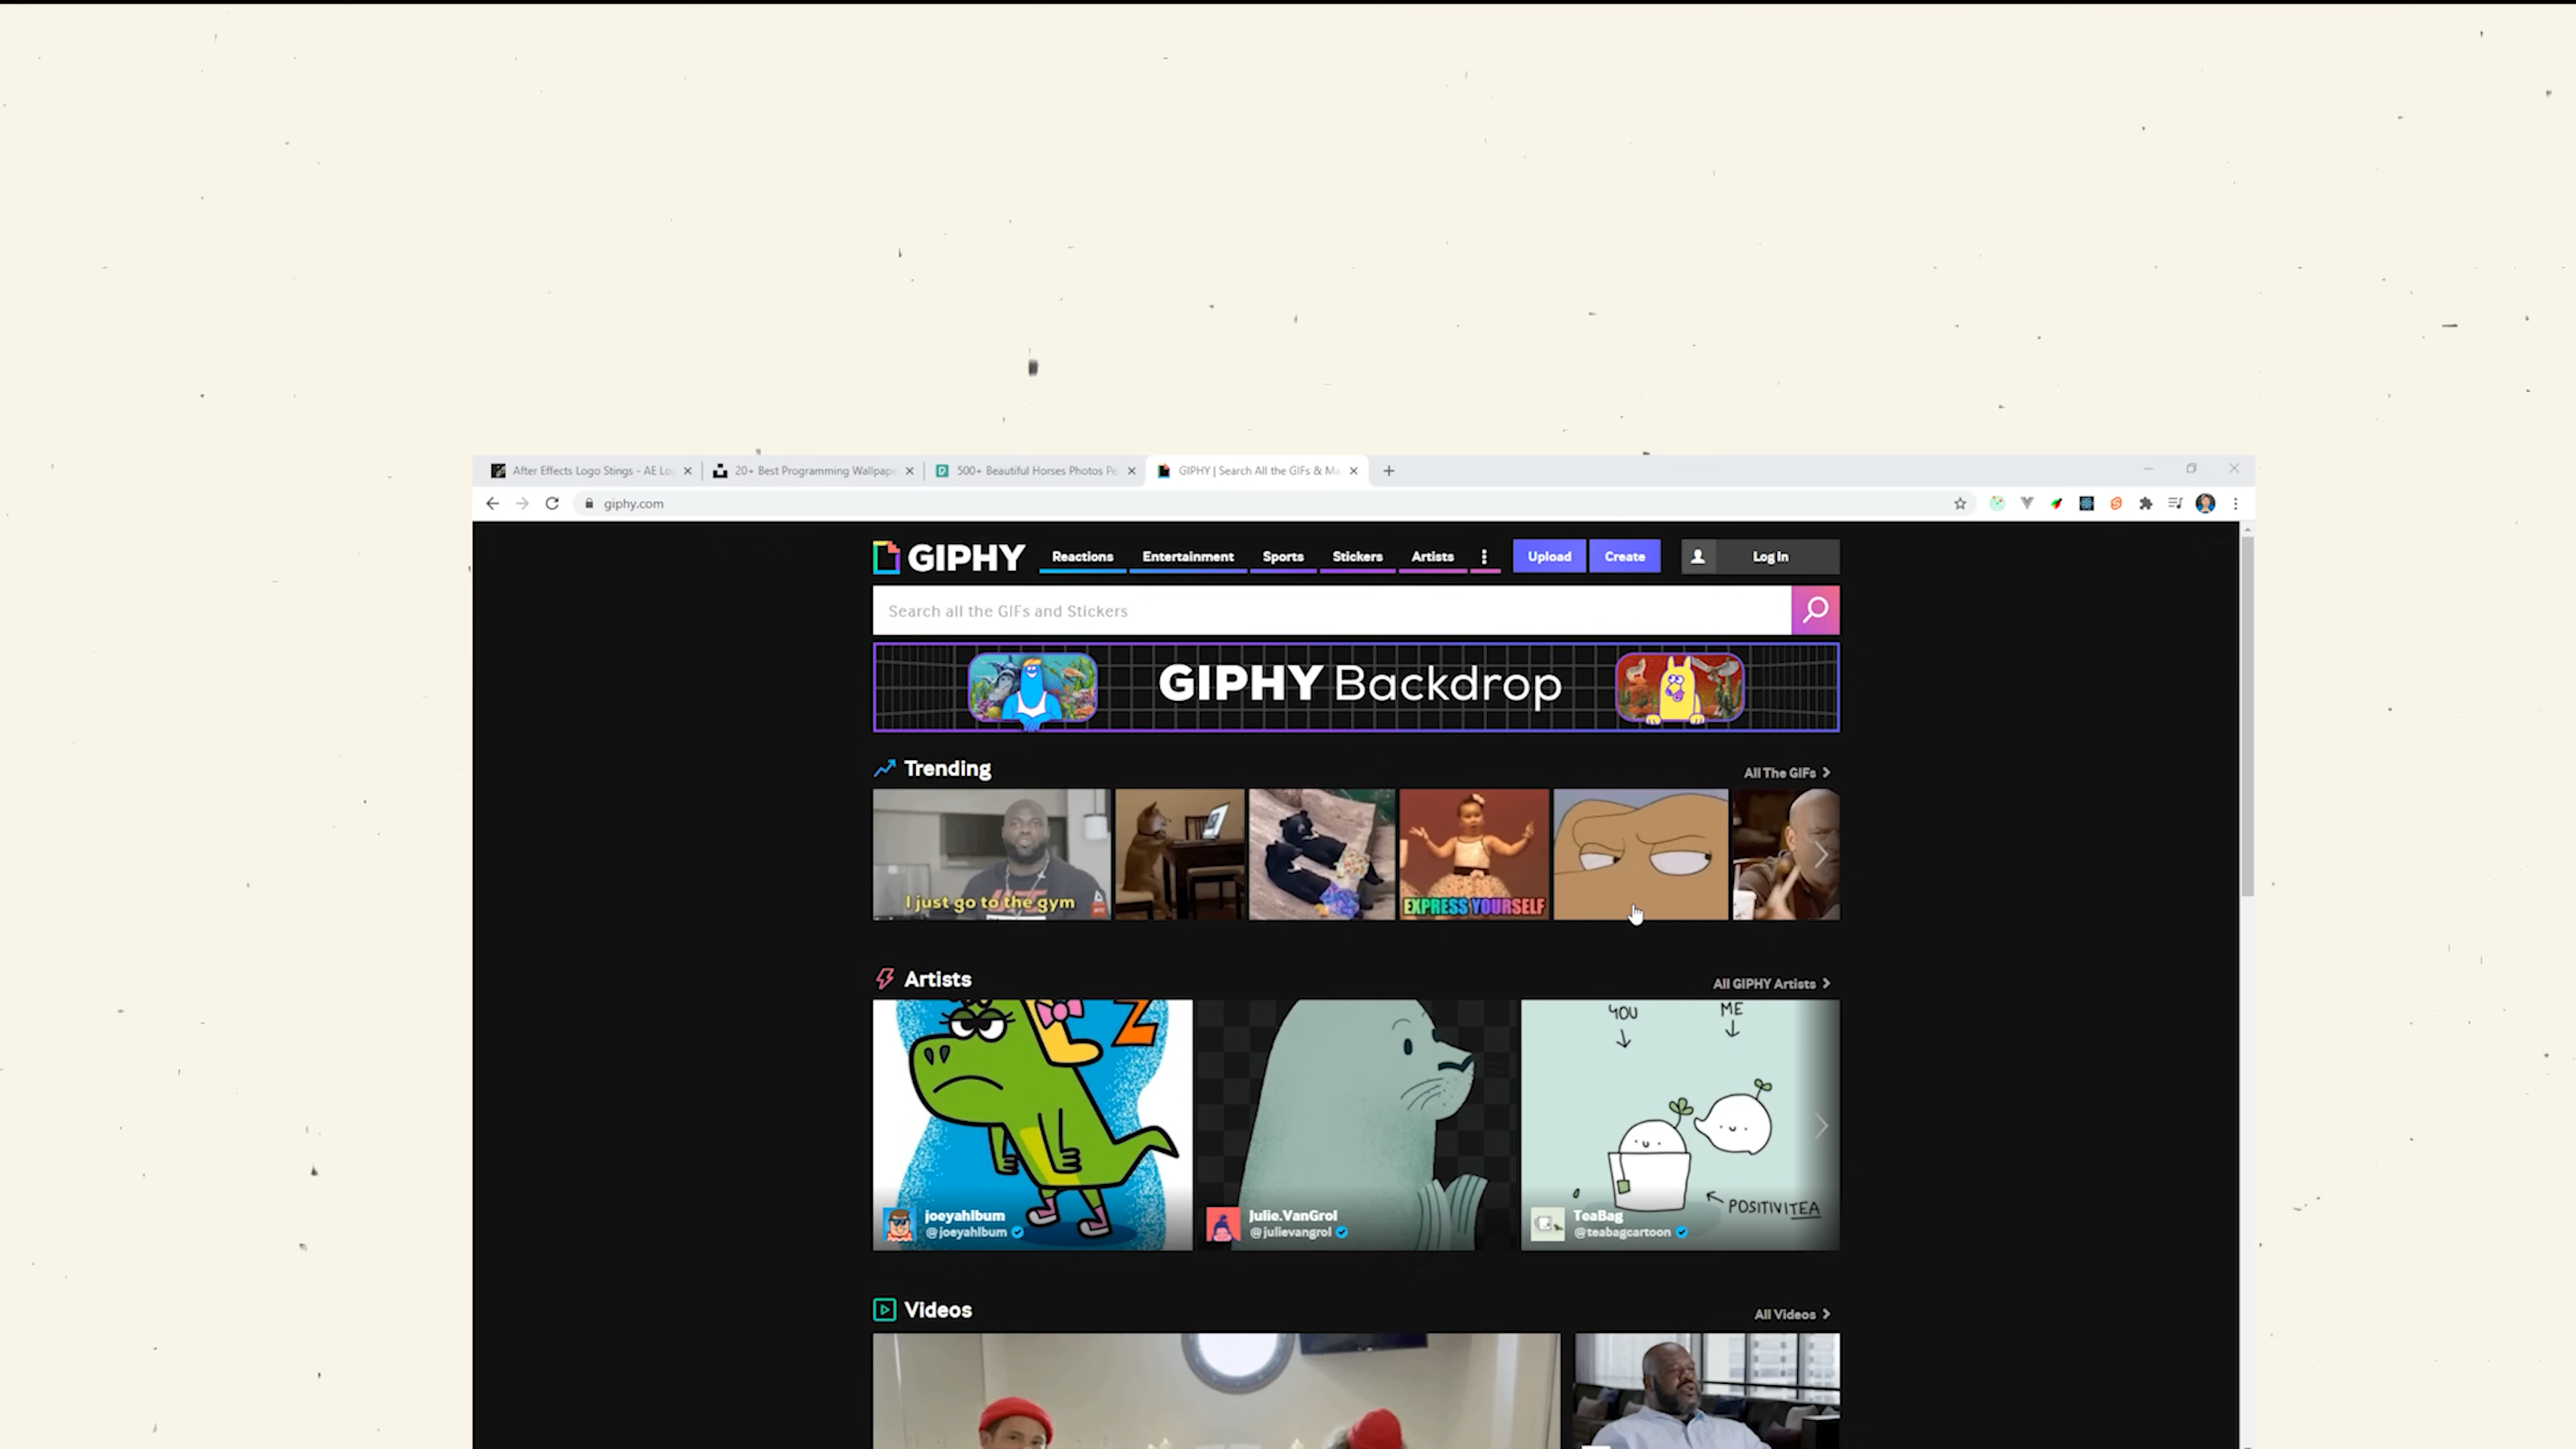 After Effects Logo Stings - AE Lo
20+ Best Programming Wallpape
500+ Beautiful Horses Photos Pe
GIPHY | Search All the GIFs & Ma
giphy.com
GIPHY
Reactions
Entertainment
Sports
Stickers
Artists
Upload
Create
Log In
Search all the GIFs and Stickers
GIPHY Backdrop
Trending
All The GIFs
I just go to the gym
EXPRESS YOURSELF
Artists
All GIPHY Artists
YOU
ME
POSITIVITEA
joeyahlbum
@joeyahlbum
Julie.VanGrol
@julievangrol
TeaBag
@teabagcartoon
Videos
All Videos